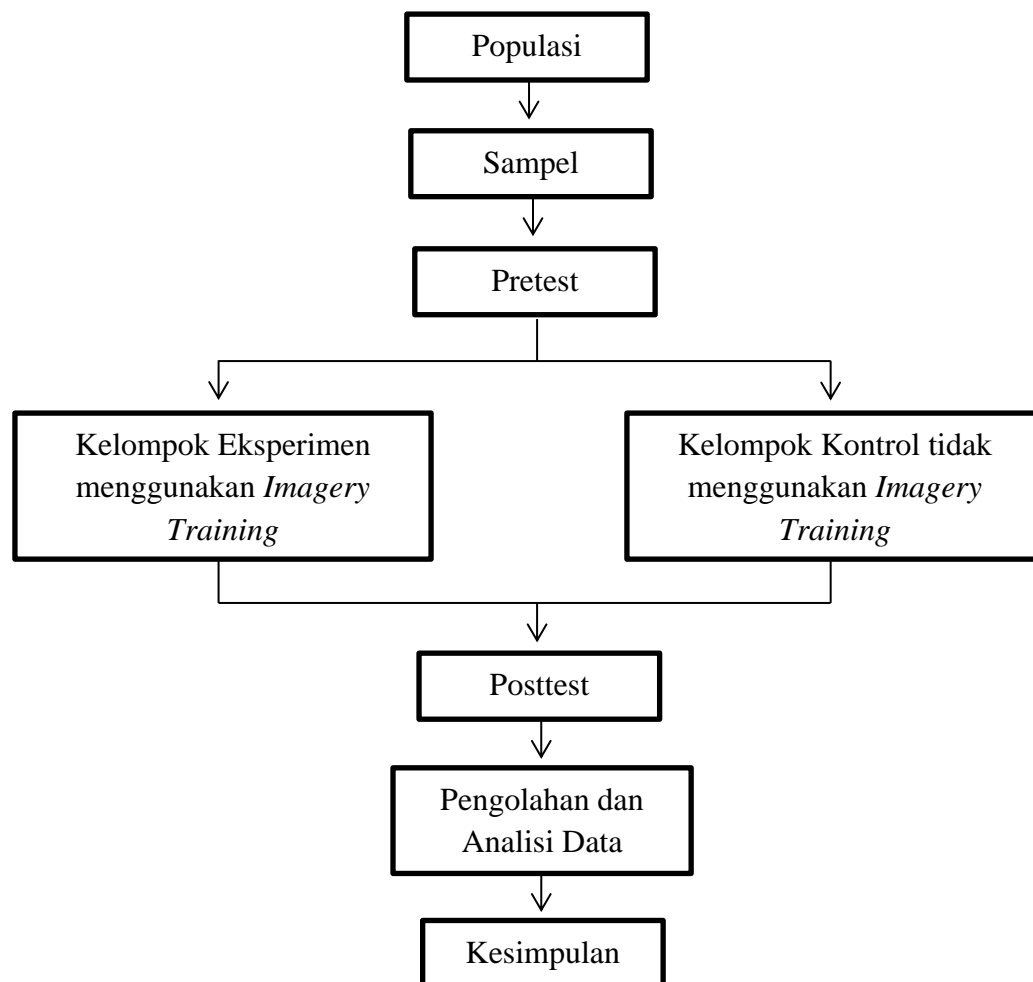 Populasi
Sampel
Pretest
Kelompok Eksperimen
menggunakan Imagery
Training
Kelompok Kontrol tidak
menggunakan Imagery
Training
Posttest
Pengolahan dan
Analisi Data
Kesimpulan